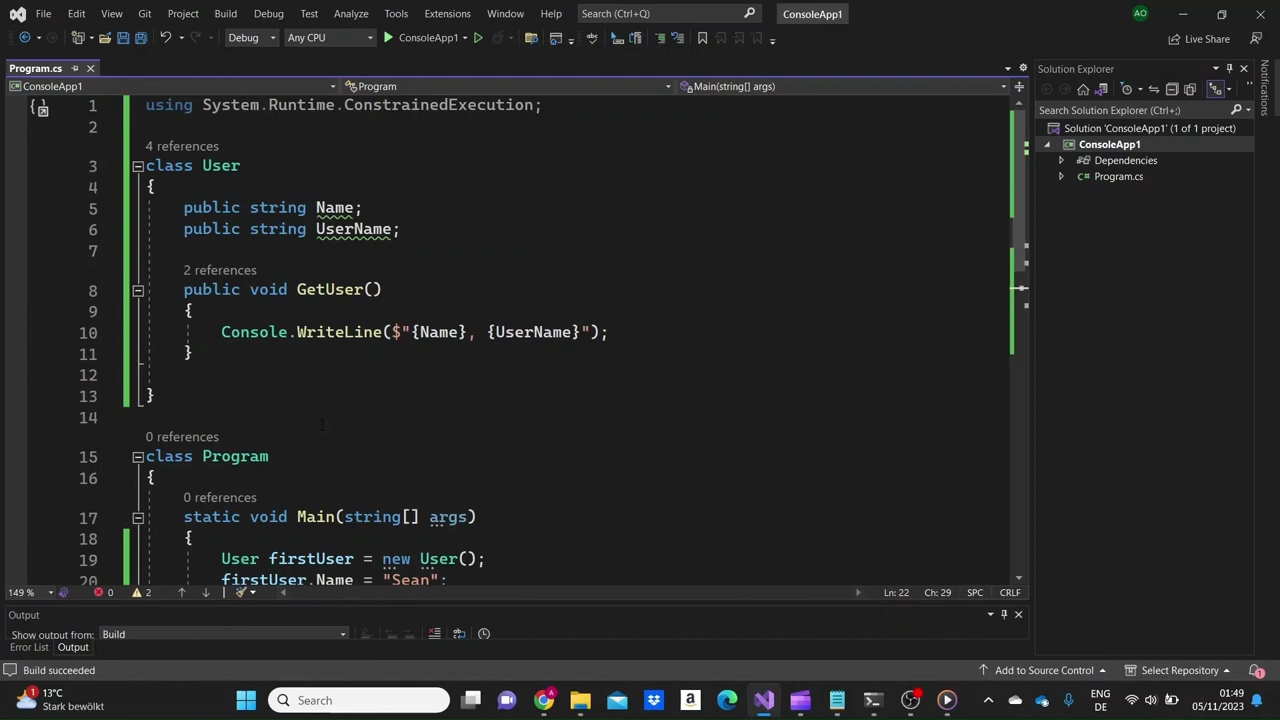 File Edit View Git Project Build Debug Test Analyze Tools Extensions Window Help Search (Ctrl+Q) ConsoleApp1 AO
Debug Any CPU ConsoleApp1 Live Share
Program.cs
ConsoleApp1 Program Main(string[] args)
1 using System.Runtime.ConstrainedExecution;
2
4 references
3 class User
4 {
5 public string Name;
6 public string UserName;
7
2 references
8 public void GetUser()
9 {
10 Console.WriteLine($"{Name}, {UserName}");
11 }
12
13 }
14
0 references
15 class Program
16 {
0 references
17 static void Main(string[] args)
18 {
19 User firstUser = new User();
20 firstUser.Name = "Sean";
149 % 0 2 Ln: 22 Ch: 29 SPC CRLF
Output
Show output from: Build
Error List Output
Solution Explorer
Search Solution Explorer (Ctrl+;)
Solution 'ConsoleApp1' (1 of 1 project)
ConsoleApp1
Dependencies
Program.cs
Notifications
Build succeeded Add to Source Control Select Repository 1
1 13°C
Stark bewölkt
Search
A
ENG
DE
01:49
05/11/2023